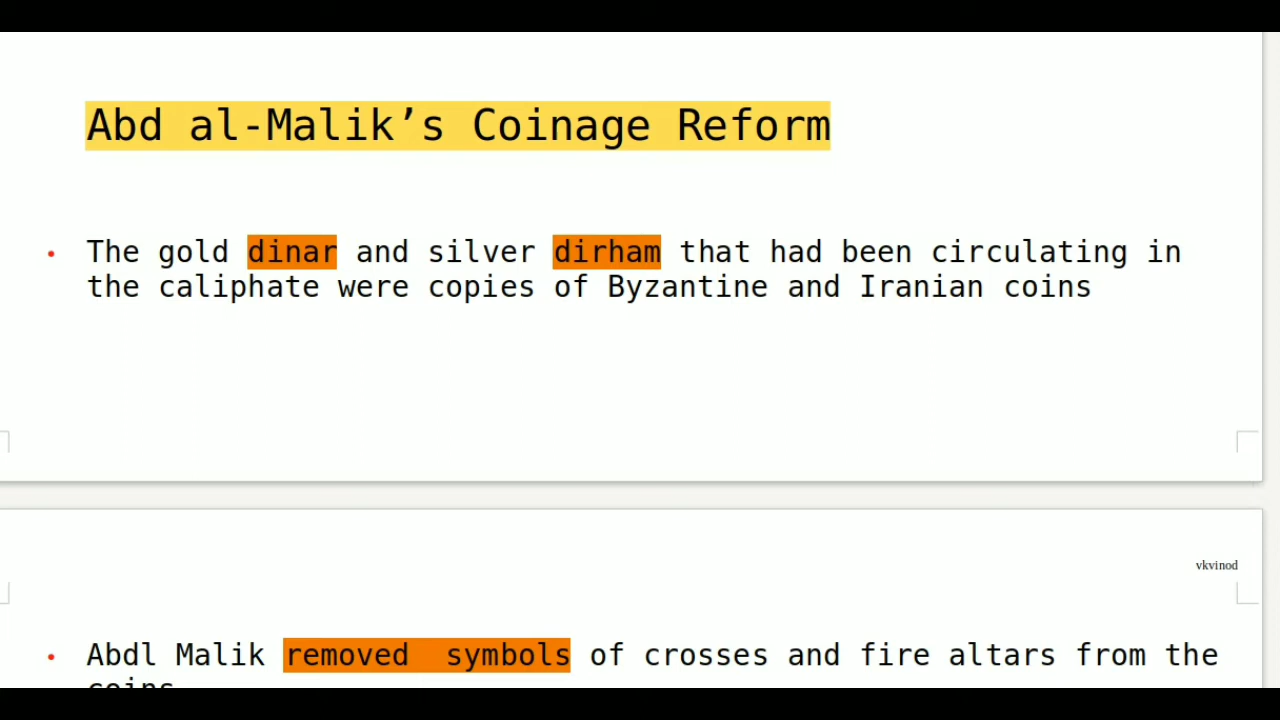 Abd al-Malik’s Coinage Reform
• The gold dinar and silver dirham that had been circulating in
the caliphate were copies of Byzantine and Iranian coins
vkvinod
• Abdl Malik removed  symbols of crosses and fire altars from the
coins